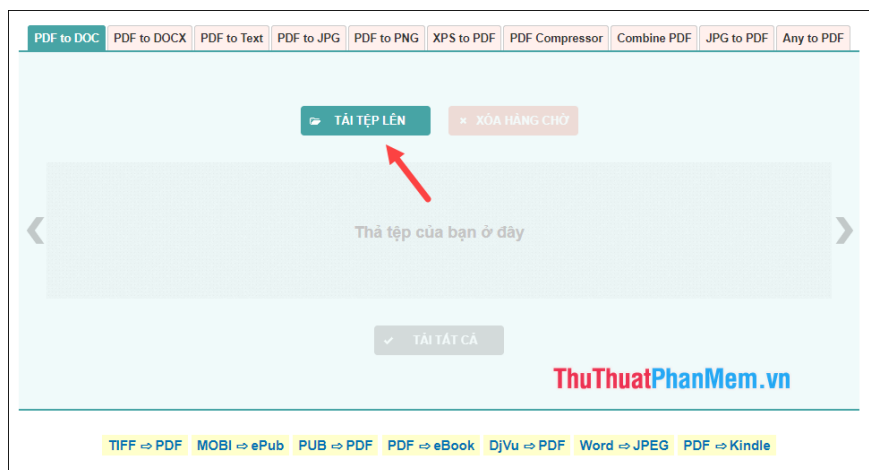 PDF to DOC PDF to DOCX PDF to Text PDF to JPG PDF to PNG XPS to PDF PDF Compressor Combine PDF JPG to PDF Any to PDF
TẢI TỆP LÊN × XÓA HÀNG CHỜ
❮ Thả tệp của bạn ở đây ❯
✓ TẢI TẤT CẢ
ThuThuatPhanMem.vn
TIFF ⇨ PDF MOBI ⇨ ePub PUB ⇨ PDF PDF ⇨ eBook DjVu ⇨ PDF Word ⇨ JPEG PDF ⇨ Kindle